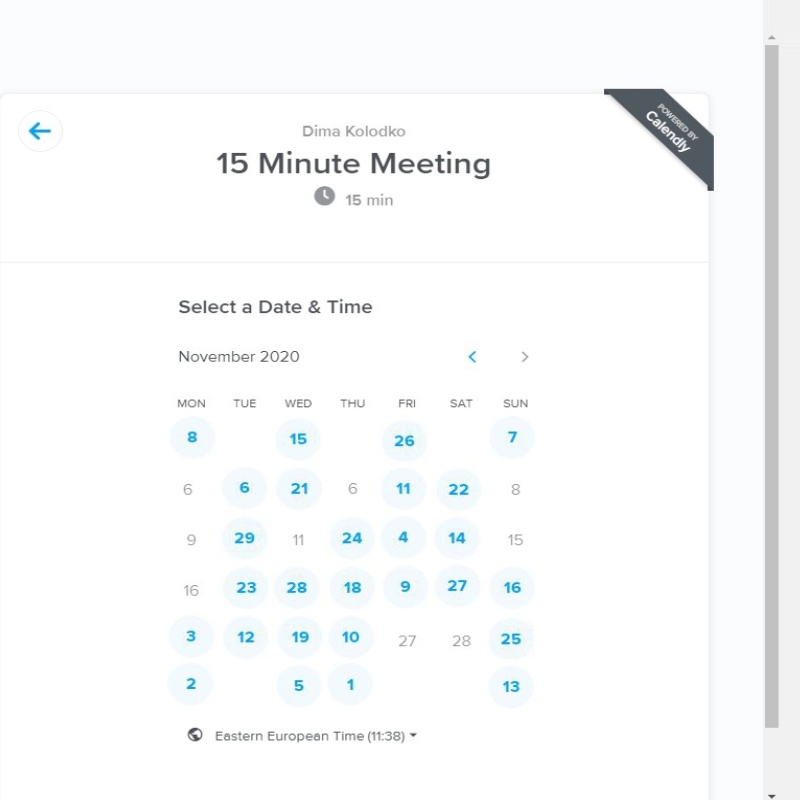 POWERED BY
Calendly
Dima Kolodko
15 Minute Meeting
15 min
Select a Date & Time
November 2020
MON TUE WED THU FRI SAT SUN
8 15 26 7
6 6 21 6 11 22 8
9 29 11 24 4 14 15
16 23 28 18 9 27 16
3 12 19 10 27 28 25
2 5 1 13
Eastern European Time (11:38)